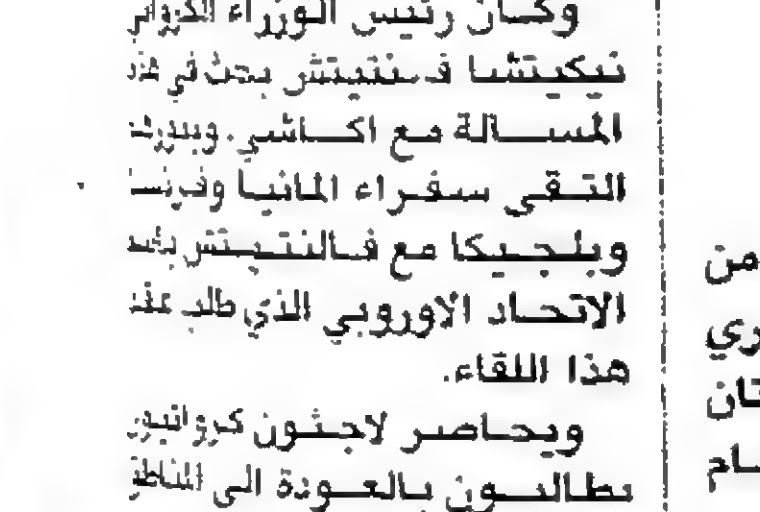 وكان رئيس الوزراء الكرواتي
نيكيتشا فالنتيتش بحث في هذه
المسالة مع اكاشي. وبدوره
التقى سفراء المانيا وفرنسا
وبلجيكا مع فالنتيتش باسم
الاتحاد الاوروبي الذي طلب عقد
هذا اللقاء.
ويحاصر لاجئون كرواتيون
يطالبون بالعودة الى المناطق
من
ري
تان
ام